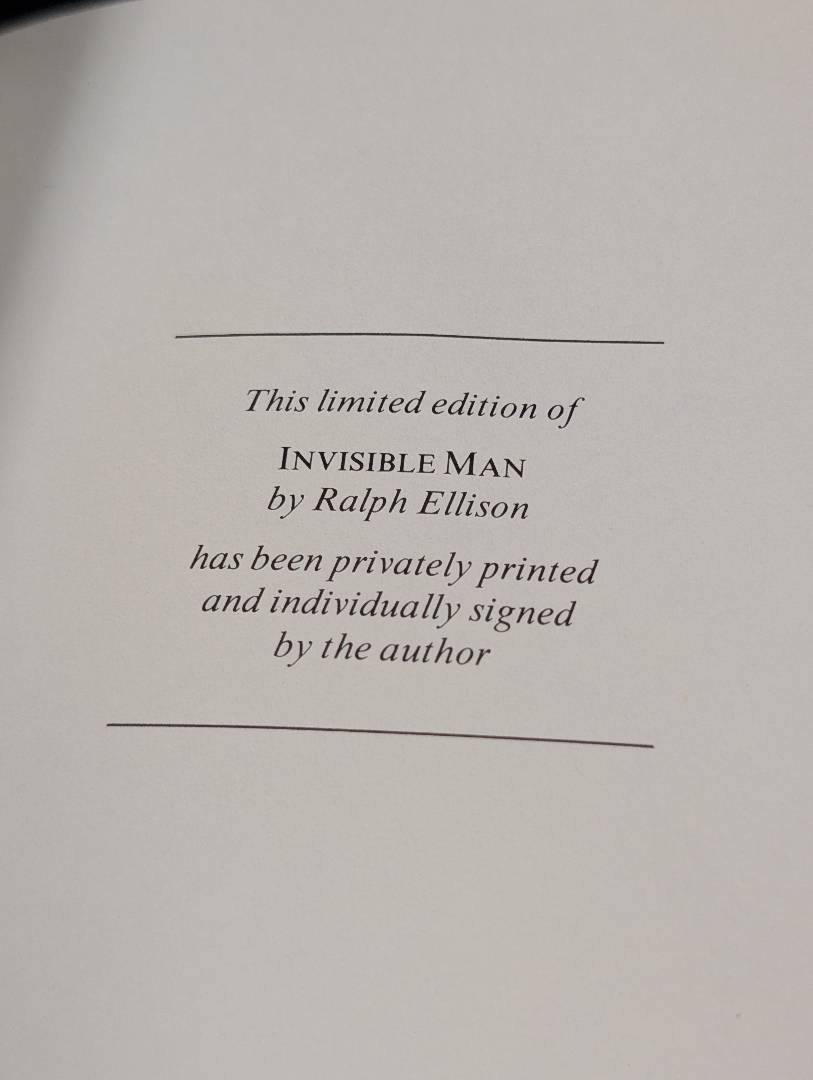 This limited edition of
INVISIBLE MAN
by Ralph Ellison
has been privately printed
and individually signed
by the author